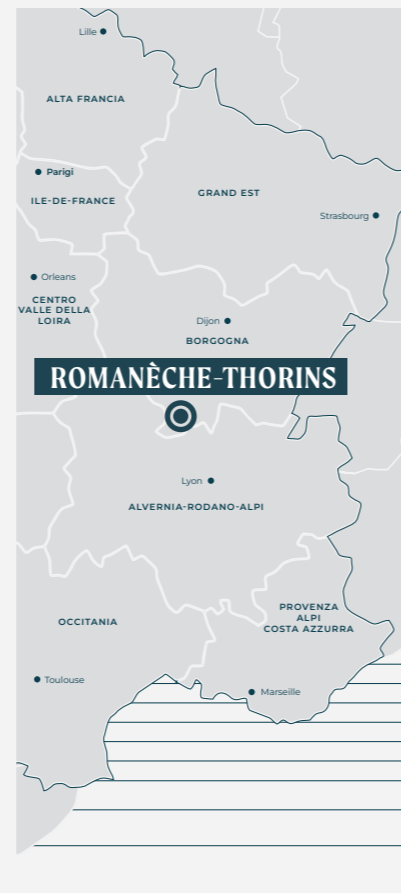 Lille
ALTA FRANCIA
Parigi
ILE-DE-FRANCE
GRAND EST
Strasbourg
Orleans
CENTRO
VALLE DELLA
LOIRA
Dijon
BORGOGNA
ROMANÈCHE-THORINS
Lyon
ALVERNIA-RODANO-ALPI
OCCITANIA
PROVENZA
ALPI
COSTA AZZURRA
Toulouse
Marseille